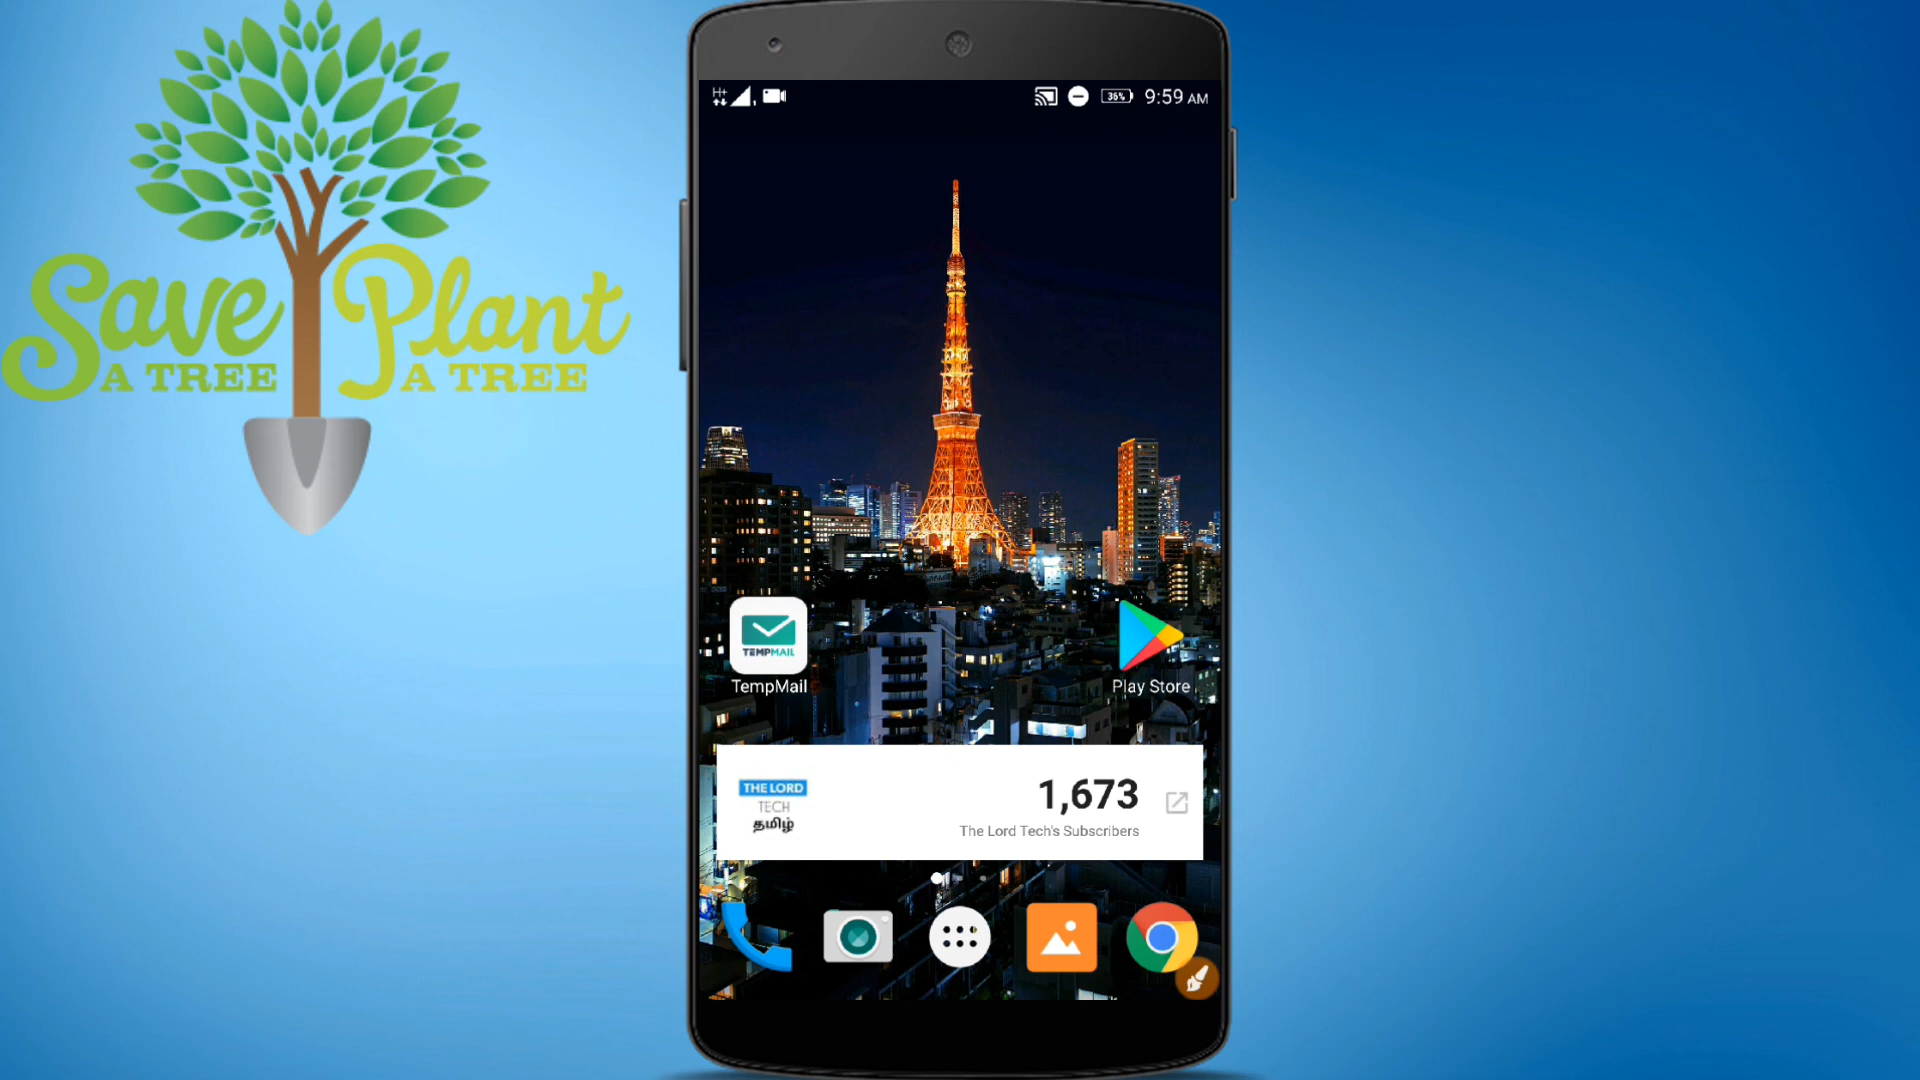 Save
A TREE
Plant
A TREE
H+
36%
9:59 AM
TEMPMAIL
TempMail
Play Store
THE LORD
TECH
தமிழ்
1,673
The Lord Tech's Subscribers